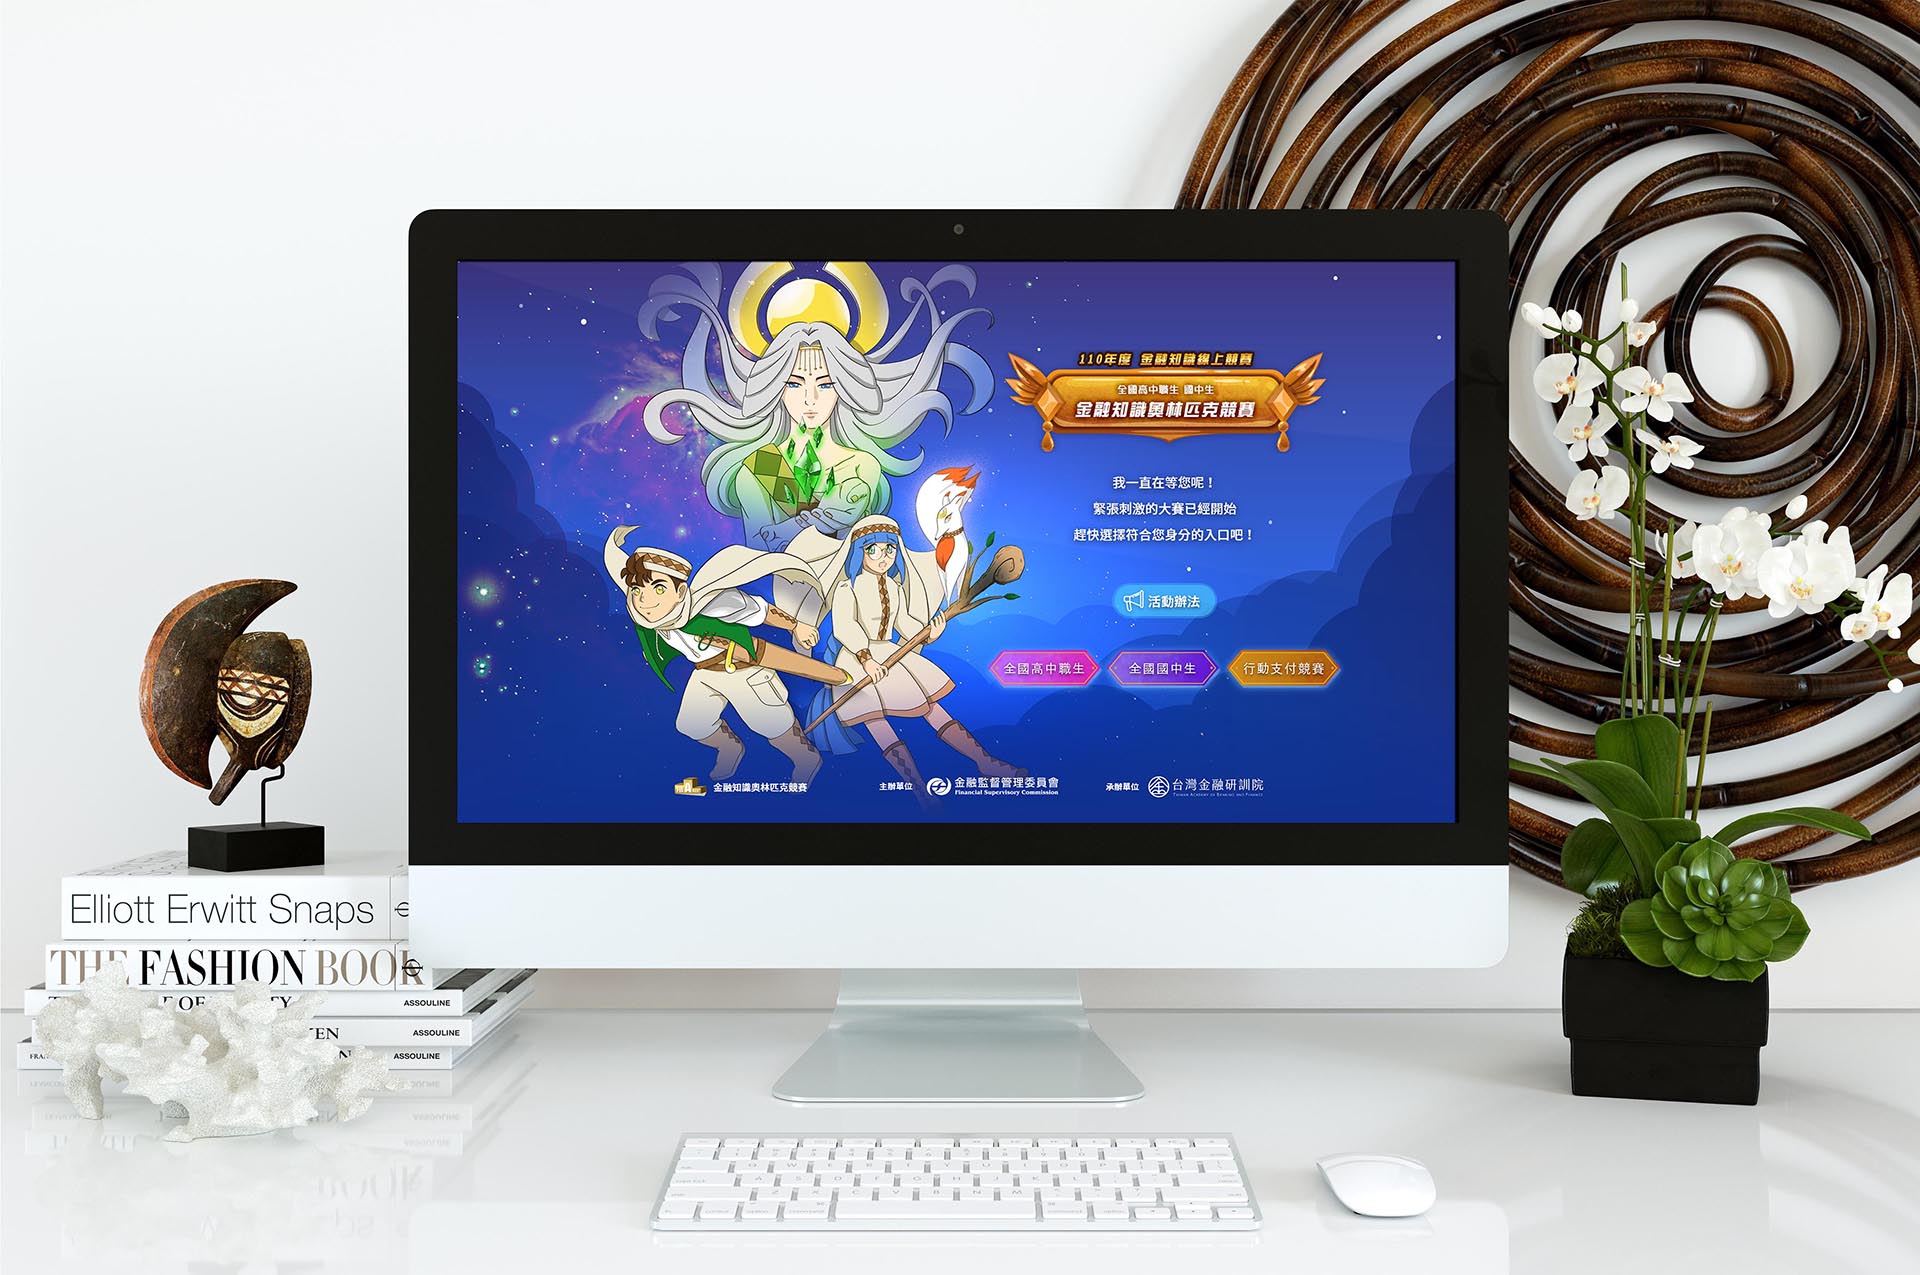 110年度 金融知識線上競賽
全國高中職生 國中生
金融知識奧林匹克競賽
我一直在等您呢！
緊張刺激的大賽已經開始
趕快選擇符合您身分的入口吧！
活動辦法
全國高中職生
全國國中生
行動支付競賽
金融知識奧林匹克競賽
主辦單位
金融監督管理委員會
Financial Supervisory Commission
承辦單位
台灣金融研訓院
Taiwan Academy of Banking and Finance
Elliott Erwitt Snaps
THE FASHION BOOK
ASSOULINE
ASSOULINE
ASSOULINE